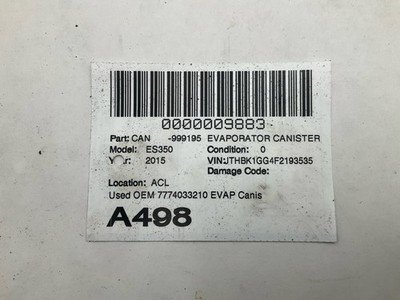 0000009883
Part: CAN -999195 EVAPORATOR CANISTER
Model: ES350 Condition: 0
Year: 2015 VIN:JTHBK1GG4F2193535
Damage Code:
Location: ACL
Used OEM 7774033210 EVAP Canis
A498